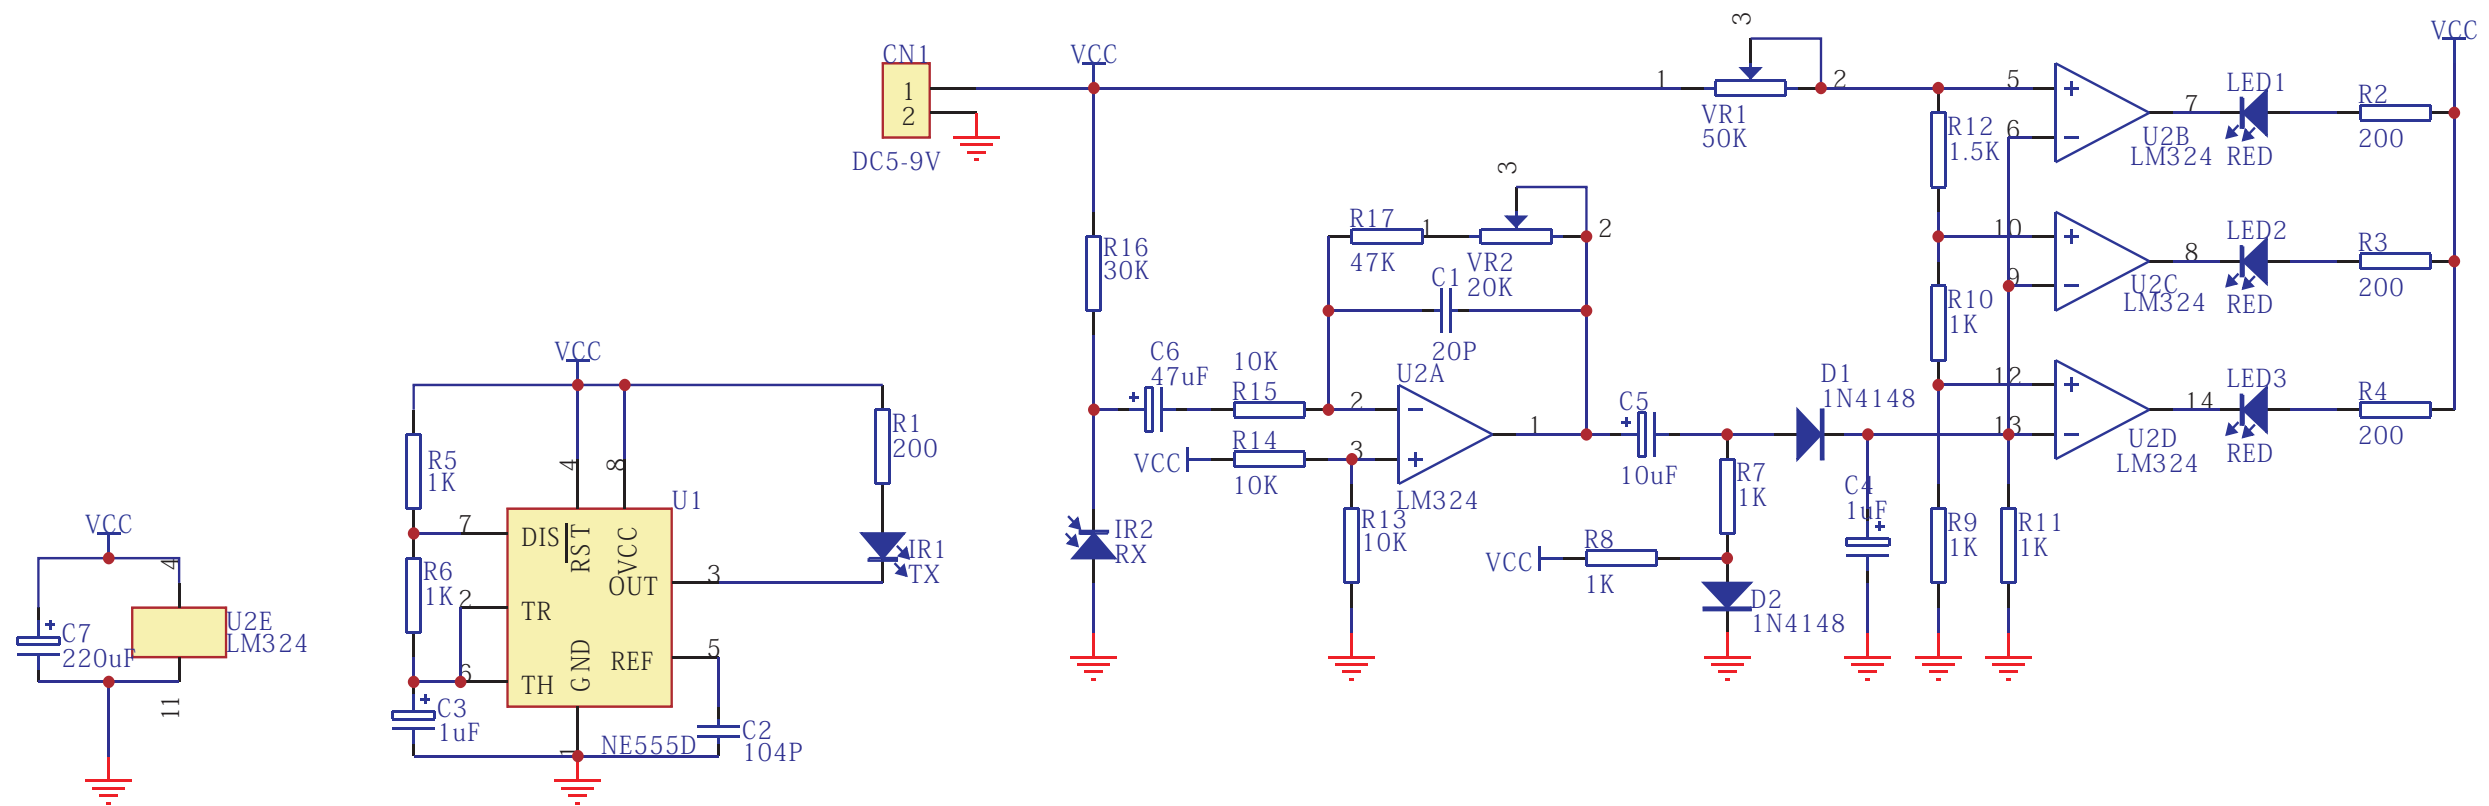 VCC
4
C7
220uF
U2E
LM324
11
VCC
R5
1K
R6
1K
C3
1uF
7
2
6
4
8
U1
DIS
RST
VCC
OUT
TR
GND
REF
TH
3
5
1
NE555D
C2
104P
R1
200
IR1
TX
CN1
1
2
DC5-9V
VCC
R16
30K
IR2
RX
C6
47uF
10K
R15
R14
10K
VCC
R13
10K
2
3
R17
47K
1
3
2
VR2
20K
C1
20P
U2A
LM324
1
C5
10uF
R7
1K
VCC
R8
1K
D2
1N4148
D1
1N4148
C4
1uF
1
3
2
VR1
50K
R12
1.5K
R10
1K
R9
1K
R11
1K
5
6
7
U2B
LM324
LED1
RED
R2
200
VCC
10
9
8
U2C
LM324
LED2
RED
R3
200
12
13
14
U2D
LM324
LED3
RED
R4
200